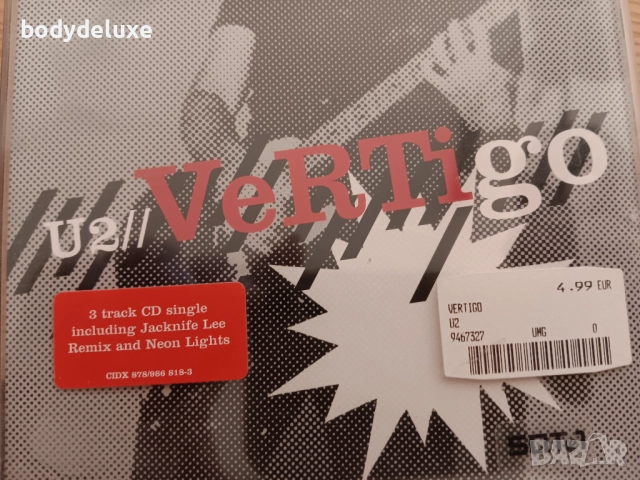 bodydeluxe
U2// VeRTigo
3 track CD single
including Jacknife Lee
Remix and Neon Lights
CIDX 878/986 818-3
4.99 EUR
VERTIGO
U2
9467327 UMG 0
BAZAR